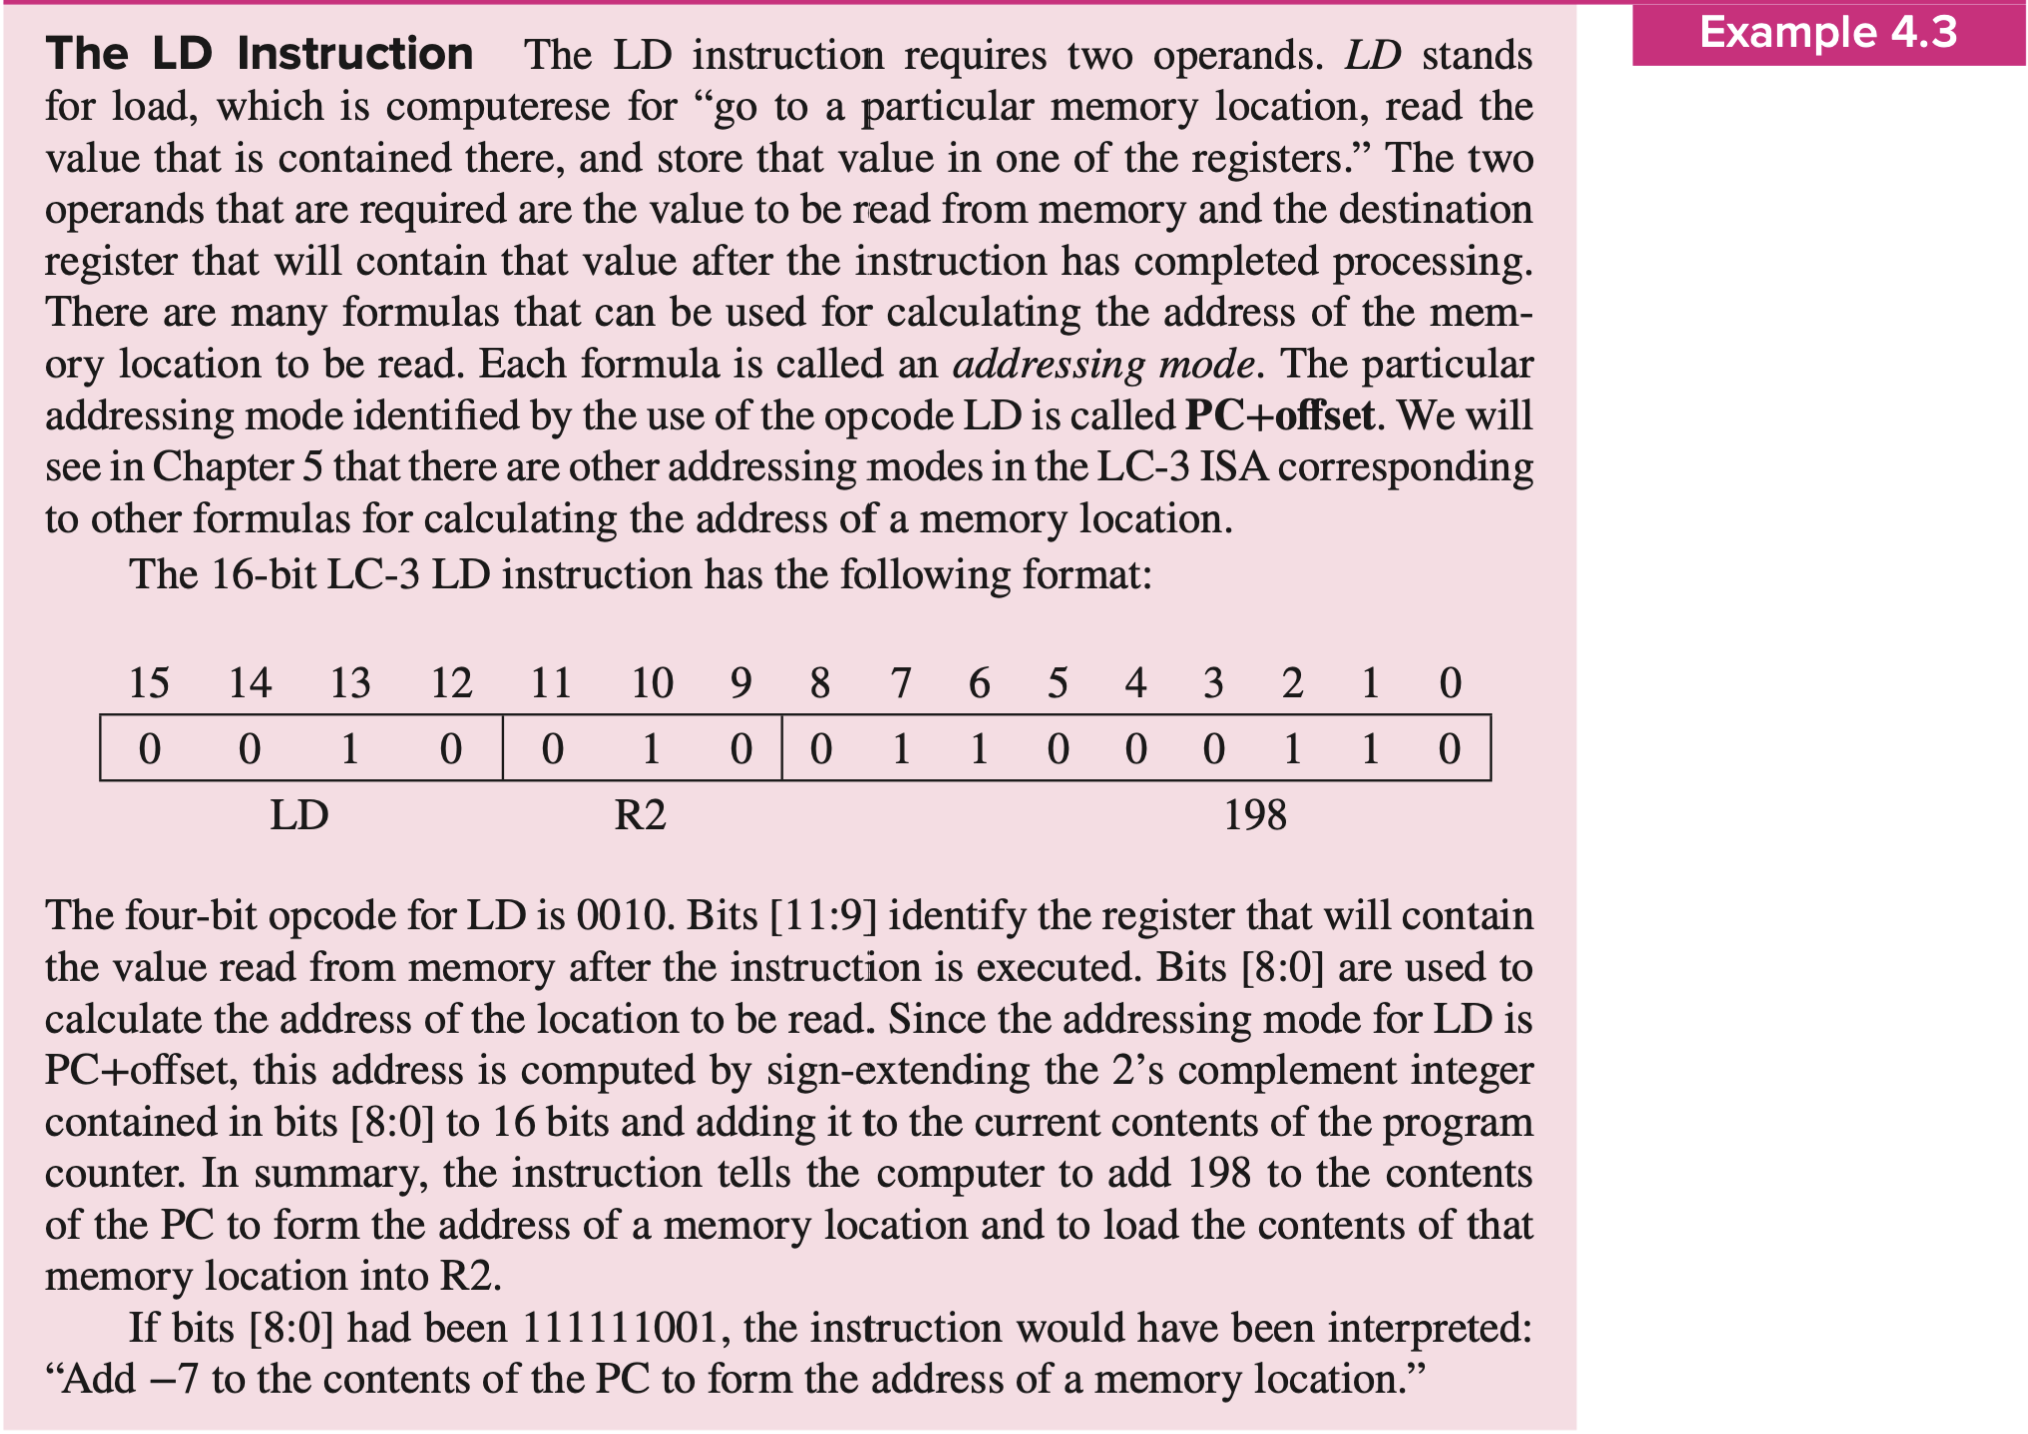 Example 4.3
The LD Instruction The LD instruction requires two operands. LD stands
for load, which is computerese for “go to a particular memory location, read the
value that is contained there, and store that value in one of the registers.” The two
operands that are required are the value to be read from memory and the destination
register that will contain that value after the instruction has completed processing.
There are many formulas that can be used for calculating the address of the mem-
ory location to be read. Each formula is called an addressing mode. The particular
addressing mode identified by the use of the opcode LD is called PC+offset. We will
see in Chapter 5 that there are other addressing modes in the LC-3 ISA corresponding
to other formulas for calculating the address of a memory location.
The 16-bit LC-3 LD instruction has the following format:
15 14 13 12 11 10 9 8 7 6 5 4 3 2 1 0
0 0 1 0 0 1 0 0 1 1 0 0 0 1 1 0
LD R2 198
The four-bit opcode for LD is 0010. Bits [11:9] identify the register that will contain
the value read from memory after the instruction is executed. Bits [8:0] are used to
calculate the address of the location to be read. Since the addressing mode for LD is
PC+offset, this address is computed by sign-extending the 2’s complement integer
contained in bits [8:0] to 16 bits and adding it to the current contents of the program
counter. In summary, the instruction tells the computer to add 198 to the contents
of the PC to form the address of a memory location and to load the contents of that
memory location into R2.
If bits [8:0] had been 111111001, the instruction would have been interpreted:
“Add −7 to the contents of the PC to form the address of a memory location.”